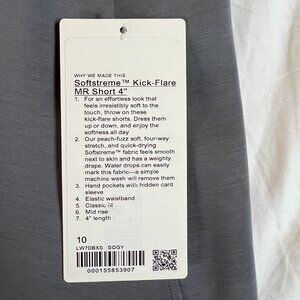 WHY WE MADE THIS
Softstreme™ Kick-Flare
MR Short 4"
1. For an effortless look that
feels irresistibly soft to the
touch, throw on these
kick-flare shorts. Dress them
up or down, and enjoy the
softness all day
2. Our peach-fuzz soft, four-way
stretch, and quick-drying
Softstreme™ fabric feels smooth
next to skin and has a weighty
drape. Water drops can easily
mark this fabric—a simple
machine wash will remove them
3. Hand pockets with hidden card
sleeve
4. Elastic waistband
5. Classic fit
6. Mid rise
7. 4" length
10
LW7DBXS SOGY
000155853907